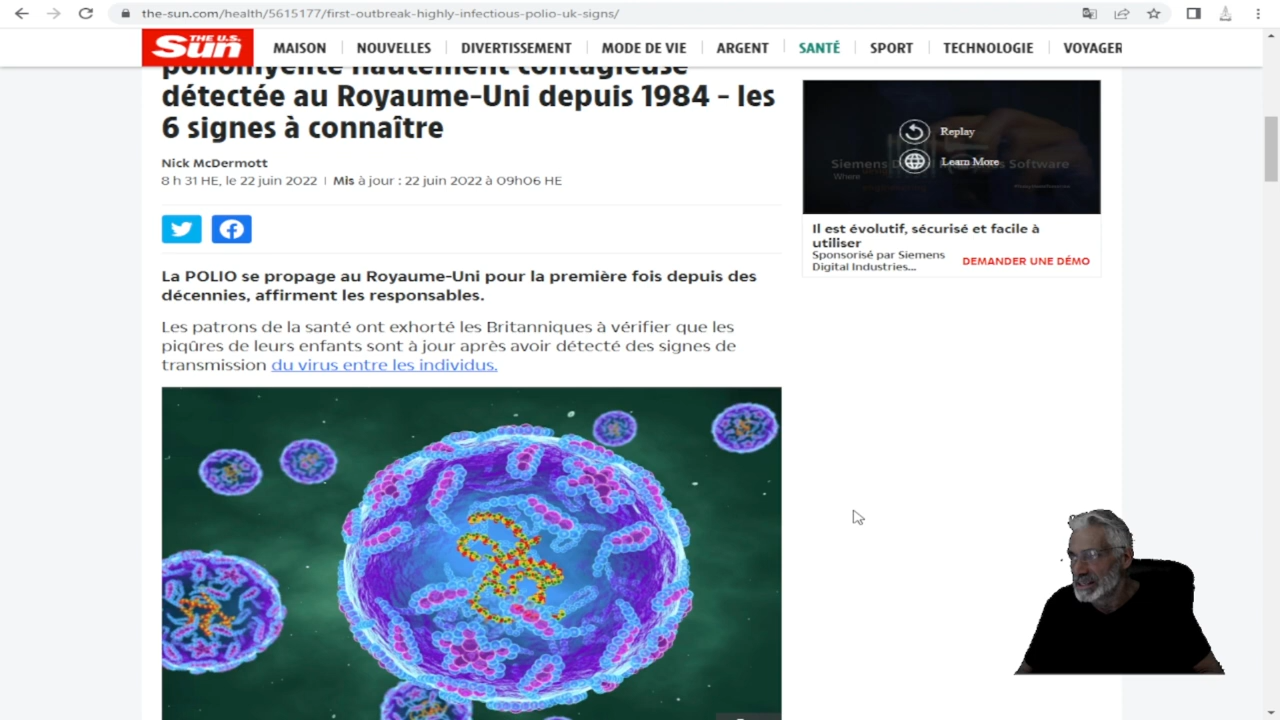 the-sun.com/health/5615177/first-outbreak-highly-infectious-polio-uk-signs/
THE U.S. Sun
MAISON
NOUVELLES
DIVERTISSEMENT
MODE DE VIE
ARGENT
SANTÉ
SPORT
TECHNOLOGIE
VOYAGER
poliomyélite hautement contagieuse
détectée au Royaume-Uni depuis 1984 - les
6 signes à connaître
Nick McDermott
8 h 31 HE, le 22 juin 2022 | Mis à jour : 22 juin 2022 à 09h06 HE
La POLIO se propage au Royaume-Uni pour la première fois depuis des
décennies, affirment les responsables.
Les patrons de la santé ont exhorté les Britanniques à vérifier que les
piqûres de leurs enfants sont à jour après avoir détecté des signes de
transmission du virus entre les individus.
Replay
Learn More
Siemens D s Software
Where
Il est évolutif, sécurisé et facile à
utiliser
Sponsorisé par Siemens
Digital Industries...
DEMANDER UNE DÉMO